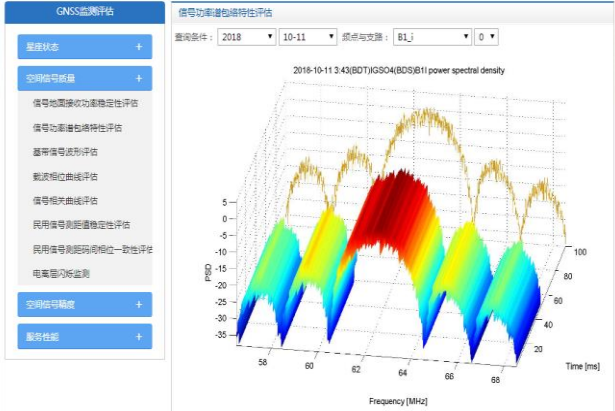 GNSS监测评估
星座状态 +
空间信号质量 +
信号地面接收功率稳定性评估
信号功率谱包络特性评估
基带信号波形评估
载波相位曲线评估
信号相关曲线评估
民用信号测距值稳定性评估
民用信号测距码间相位一致性评估
电离层闪烁监测
空间信号精度 +
服务性能 +
信号功率谱包络特性评估
查询条件： 2018 10-11 频点与支路： B1_i 0
2018-10-11 3:43(BDT)IGSO4(BDS)B1I power spectral density
PSD
5
0
-5
-10
-15
-20
-25
-30
-35
58 60 62 64 66 68
Frequency [MHz]
20
40
60
80
100
Time [ms]